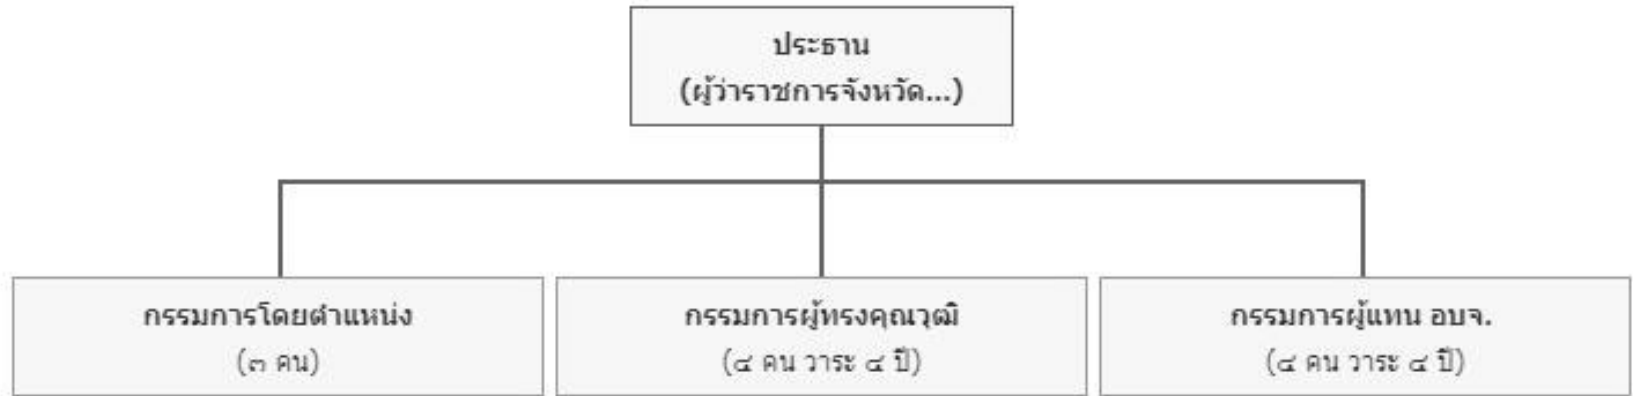 ประธาน
(ผู้ว่าราชการจังหวัด...)
กรรมการโดยตำแหน่ง
(๓ คน)
กรรมการผู้ทรงคุณวุฒิ
(๔ คน วาระ ๔ ปี)
กรรมการผู้แทน อบจ.
(๔ คน วาระ ๔ ปี)